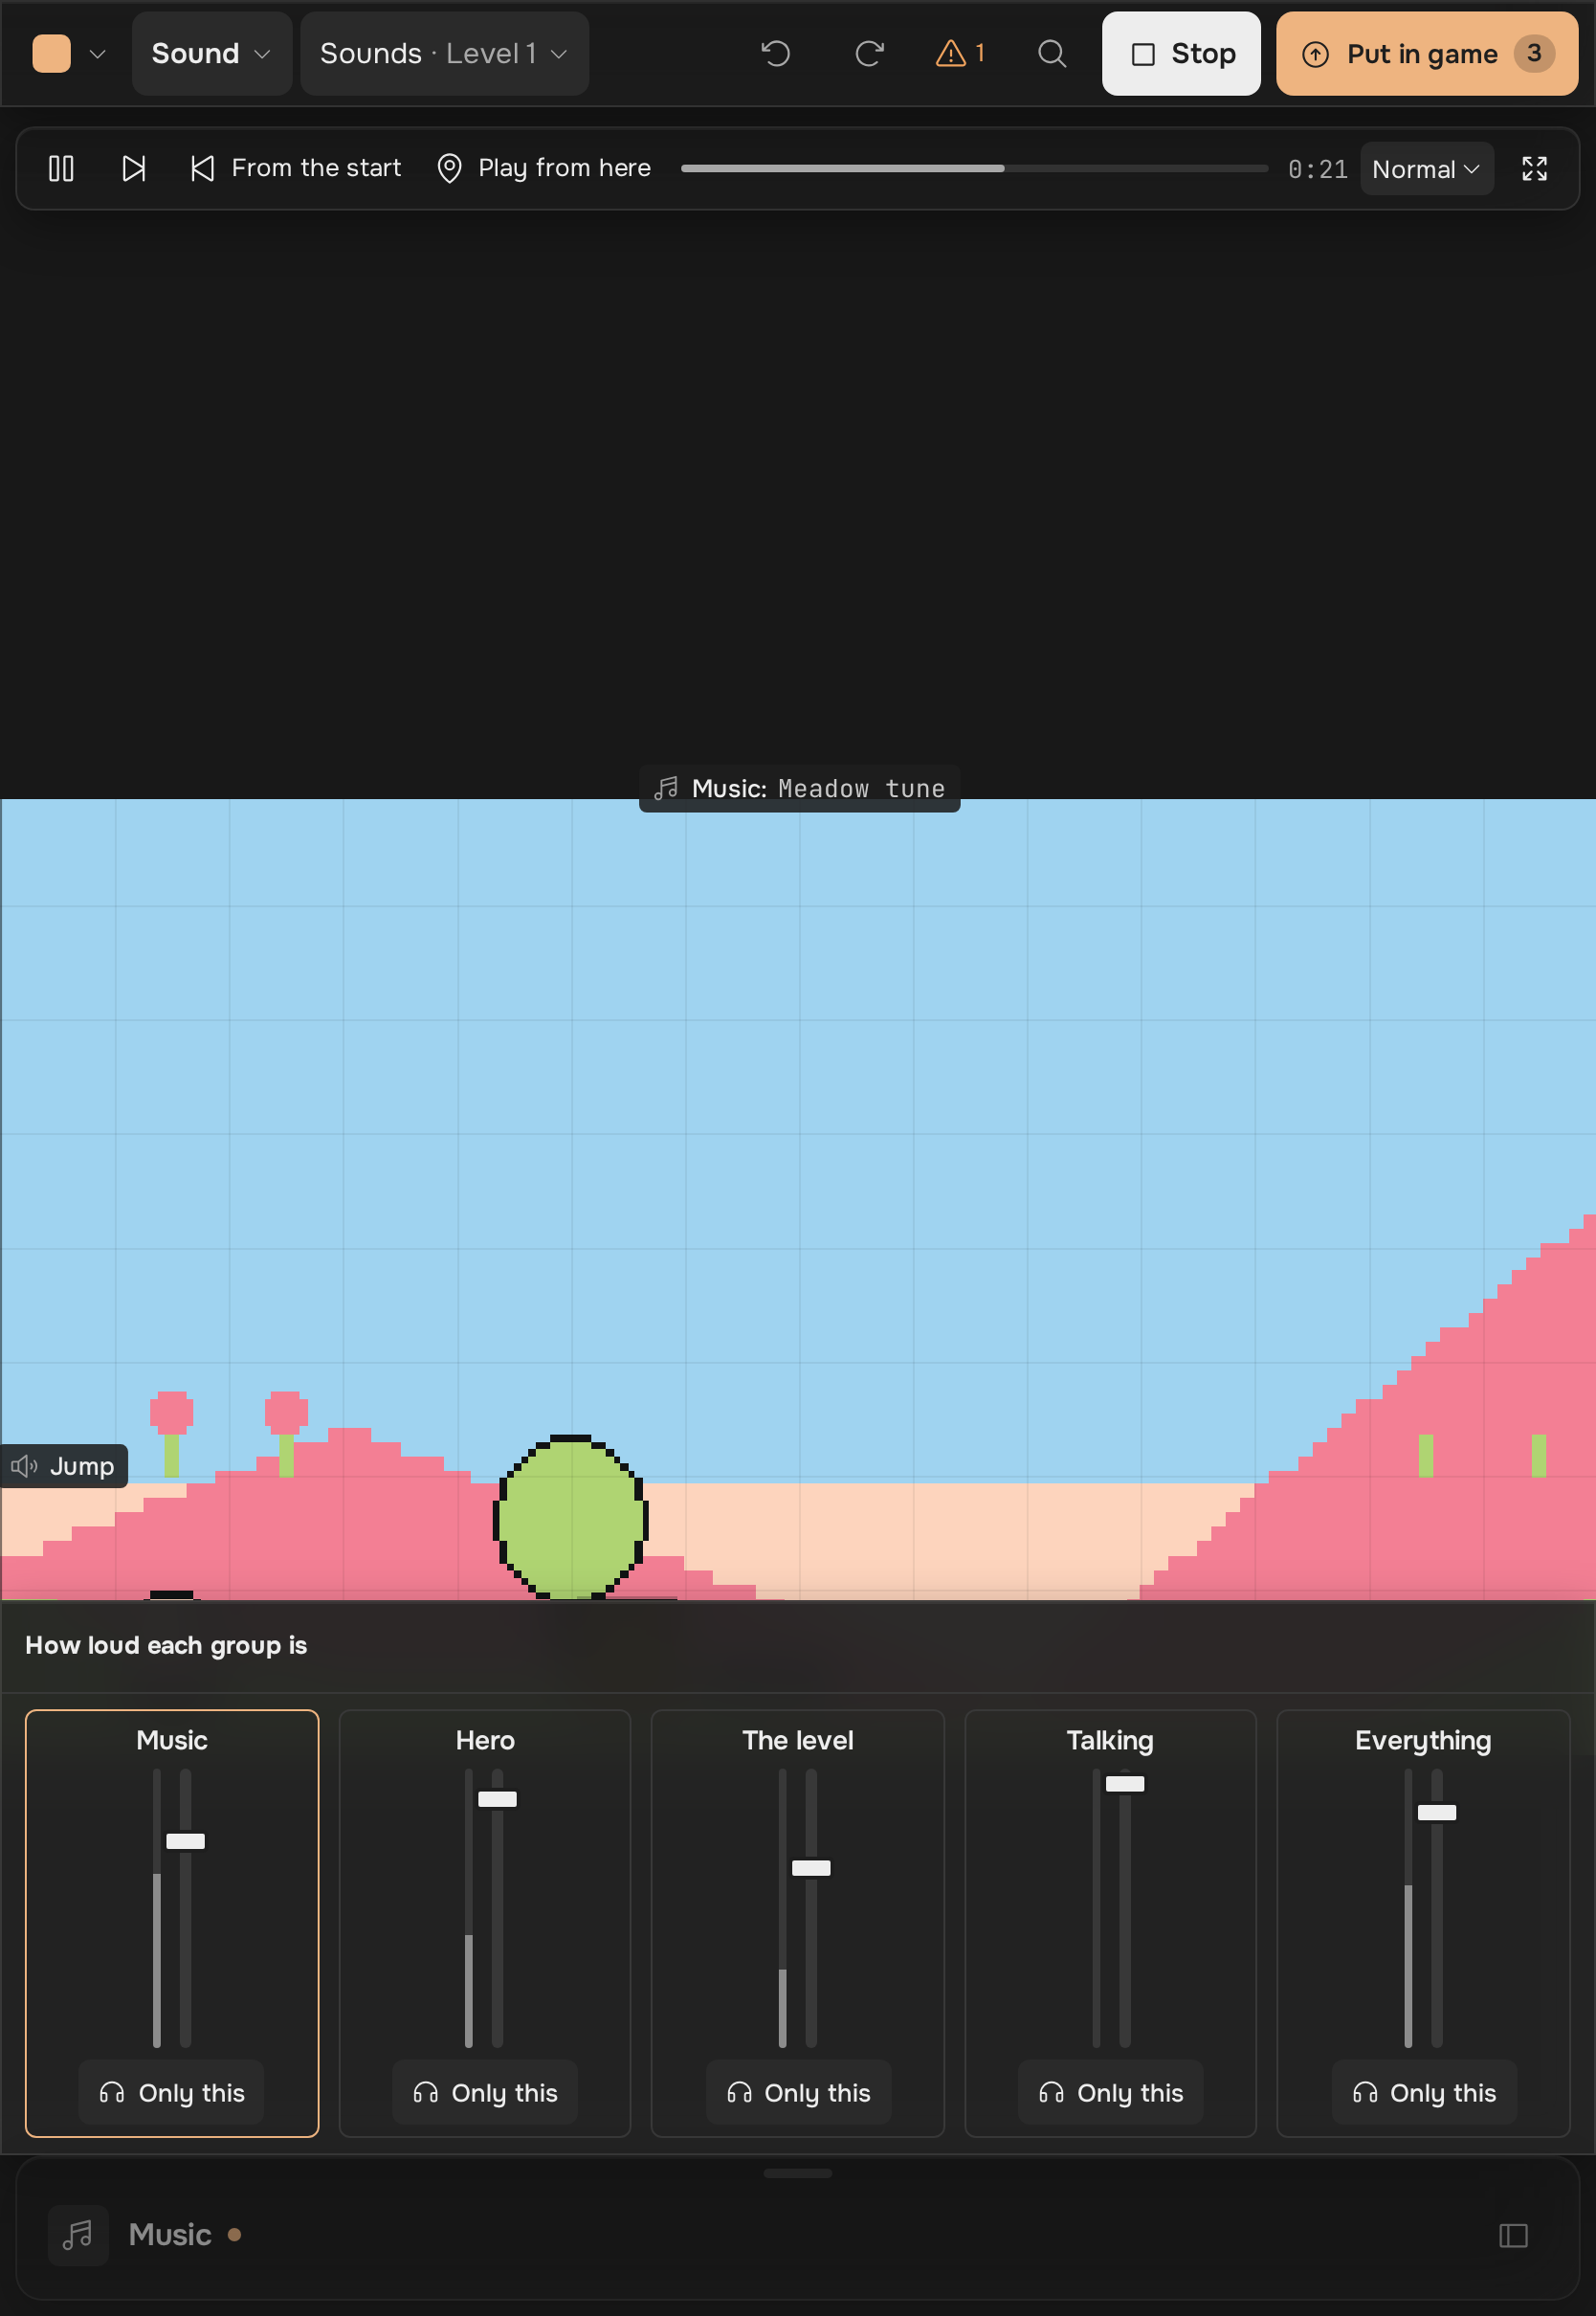 Sound Sounds · Level 1 1 Stop Put in game 3
From the start Play from here 0:21 Normal
Music: Meadow tune
Jump
How loud each group is
Music Hero The level Talking Everything
Only this Only this Only this Only this Only this
Music